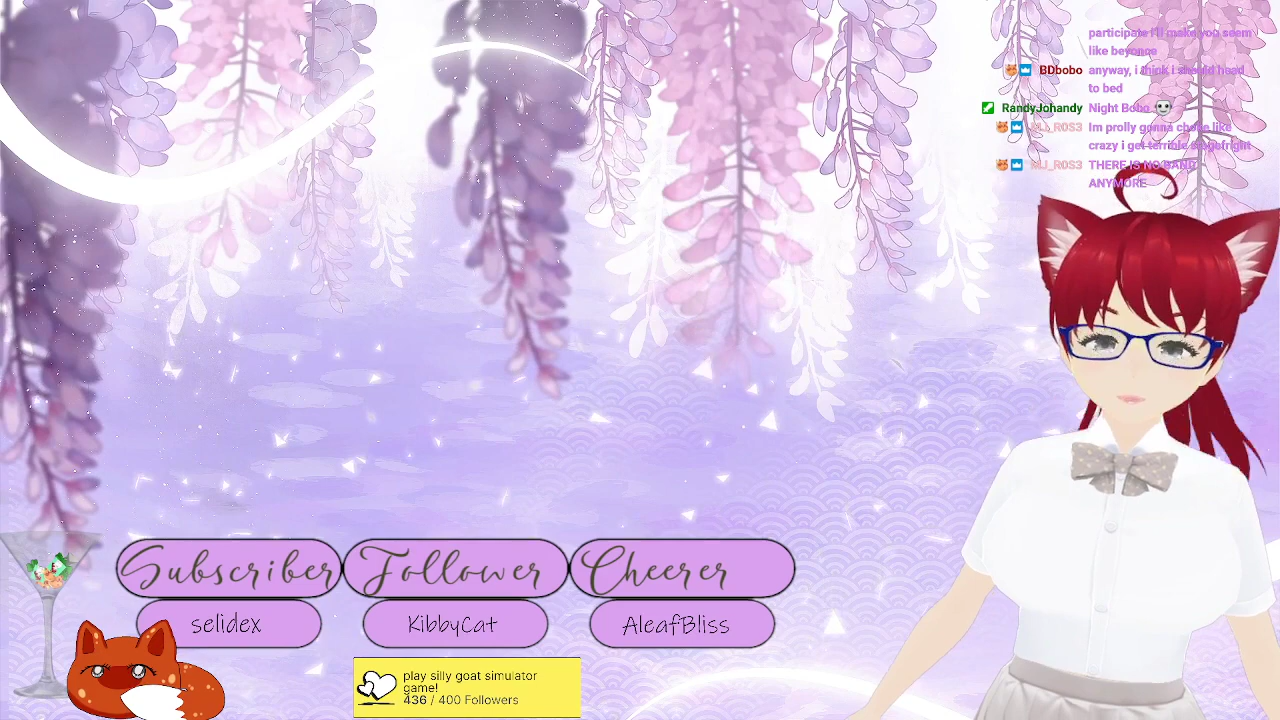 participate I'll make you seem
like beyonce
BDbobo anyway, i think i should head
to bed
RandyJohandy Night Bobo
MJ_R0S3 Im prolly gonna choke like
crazy i get terrible stagefright
MJ_R0S3 THERE IS NO BAND
ANYMORE
Subscriber Follower Cheerer
selidex KibbyCat AleafBliss
play silly goat simulator
game!
436 / 400 Followers